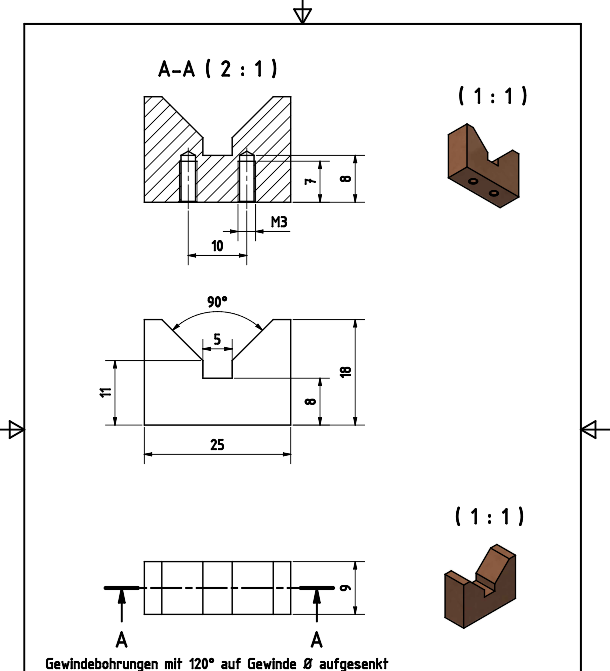 A-A ( 2 : 1 )
( 1 : 1 )
7
8
M3
10
90°
5
11
18
8
25
( 1 : 1 )
9
A
A
Gewindebohrungen mit 120° auf Gewinde Ø aufgesenkt